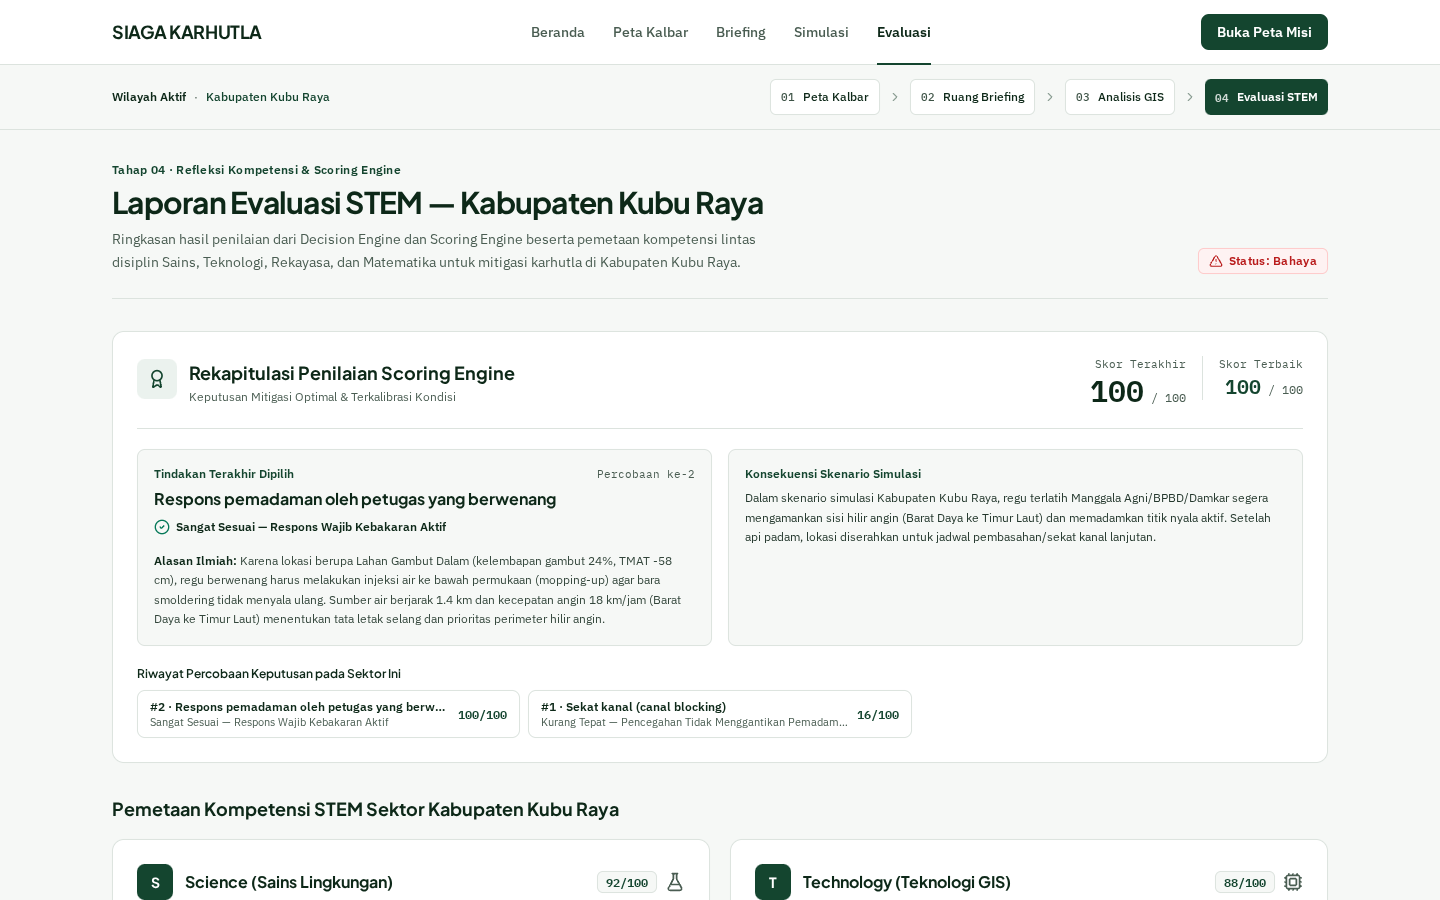 SIAGA KARHUTLA
Beranda
Peta Kalbar
Briefing
Simulasi
Evaluasi
Buka Peta Misi
Wilayah Aktif · Kabupaten Kubu Raya
01 Peta Kalbar
02 Ruang Briefing
03 Analisis GIS
04 Evaluasi STEM
Tahap 04 · Refleksi Kompetensi & Scoring Engine
Laporan Evaluasi STEM — Kabupaten Kubu Raya
Ringkasan hasil penilaian dari Decision Engine dan Scoring Engine beserta pemetaan kompetensi lintas
disiplin Sains, Teknologi, Rekayasa, dan Matematika untuk mitigasi karhutla di Kabupaten Kubu Raya.
Status: Bahaya
Rekapitulasi Penilaian Scoring Engine
Keputusan Mitigasi Optimal & Terkalibrasi Kondisi
Skor Terakhir
100 / 100
Skor Terbaik
100 / 100
Tindakan Terakhir Dipilih
Percobaan ke-2
Respons pemadaman oleh petugas yang berwenang
Sangat Sesuai — Respons Wajib Kebakaran Aktif
Alasan Ilmiah: Karena lokasi berupa Lahan Gambut Dalam (kelembapan gambut 24%, TMAT -58
cm), regu berwenang harus melakukan injeksi air ke bawah permukaan (mopping-up) agar bara
smoldering tidak menyala ulang. Sumber air berjarak 1.4 km dan kecepatan angin 18 km/jam (Barat
Daya ke Timur Laut) menentukan tata letak selang dan prioritas perimeter hilir angin.
Konsekuensi Skenario Simulasi
Dalam skenario simulasi Kabupaten Kubu Raya, regu terlatih Manggala Agni/BPBD/Damkar segera
mengamankan sisi hilir angin (Barat Daya ke Timur Laut) dan memadamkan titik nyala aktif. Setelah
api padam, lokasi diserahkan untuk jadwal pembasahan/sekat kanal lanjutan.
Riwayat Percobaan Keputusan pada Sektor Ini
#2 · Respons pemadaman oleh petugas yang berw...
Sangat Sesuai — Respons Wajib Kebakaran Aktif
100/100
#1 · Sekat kanal (canal blocking)
Kurang Tepat — Pencegahan Tidak Menggantikan Pemadam...
16/100
Pemetaan Kompetensi STEM Sektor Kabupaten Kubu Raya
S
Science (Sains Lingkungan)
92/100
T
Technology (Teknologi GIS)
88/100